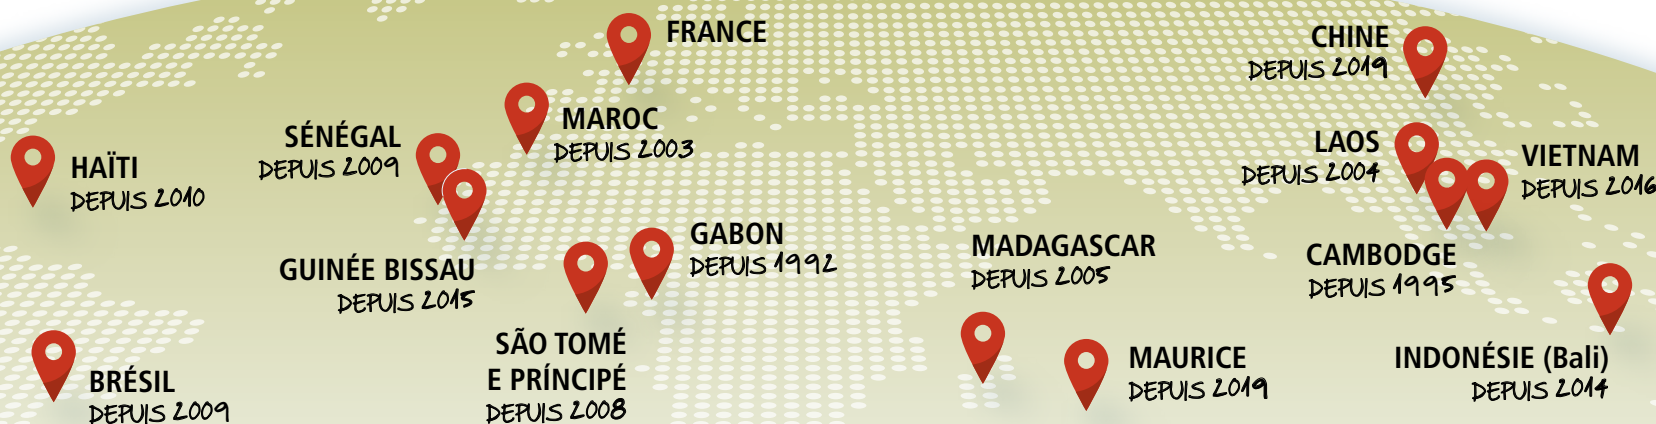 FRANCE
CHINE
DEPUIS 2019
MAROC
DEPUIS 2003
SÉNÉGAL
DEPUIS 2009
LAOS
DEPUIS 2004
VIETNAM
DEPUIS 2016
HAÏTI
DEPUIS 2010
GABON
DEPUIS 1992
MADAGASCAR
DEPUIS 2005
CAMBODGE
DEPUIS 1995
GUINÉE BISSAU
DEPUIS 2015
SÃO TOMÉ
E PRÍNCIPÉ
DEPUIS 2008
MAURICE
DEPUIS 2019
INDONÉSIE (Bali)
DEPUIS 2014
BRÉSIL
DEPUIS 2009